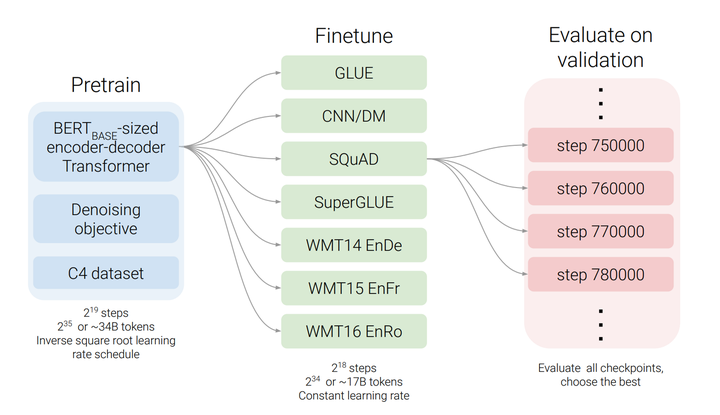 Pretrain
BERT_BASE-sized
encoder-decoder
Transformer
Denoising
objective
C4 dataset
2^19 steps
2^35 or ~34B tokens
Inverse square root learning
rate schedule
Finetune
GLUE
CNN/DM
SQuAD
SuperGLUE
WMT14 EnDe
WMT15 EnFr
WMT16 EnRo
2^18 steps
2^34 or ~17B tokens
Constant learning rate
Evaluate on
validation
step 750000
step 760000
step 770000
step 780000
Evaluate all checkpoints,
choose the best